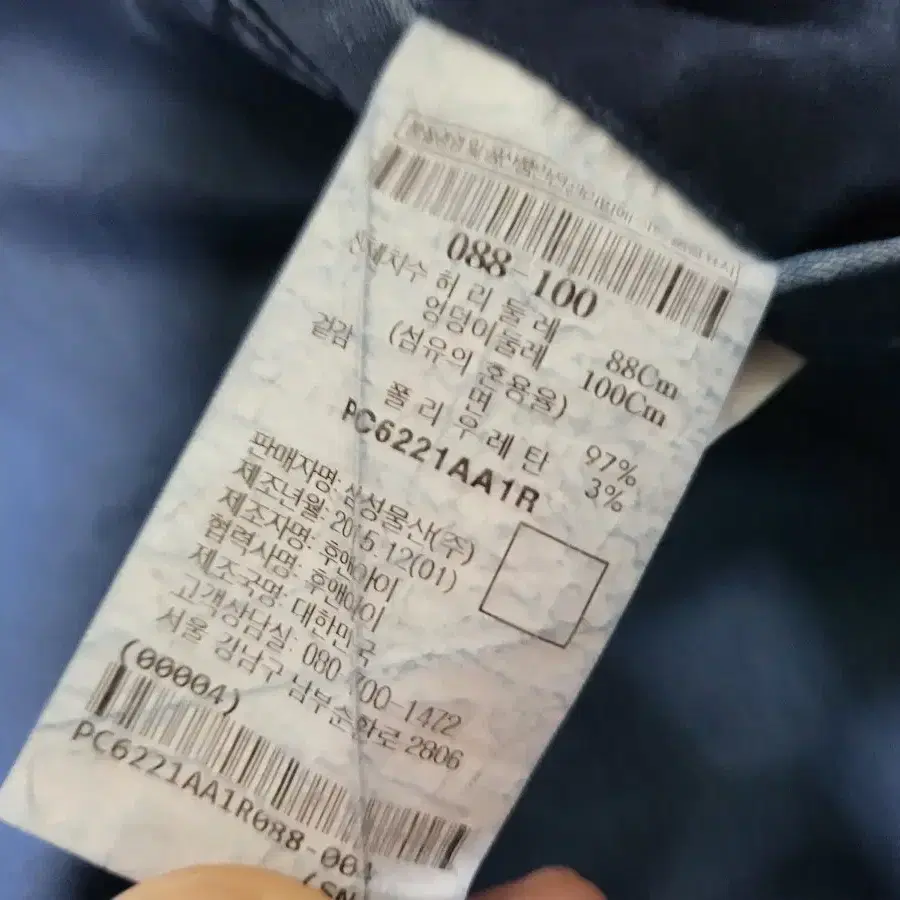 088-100
신체치수 허 리 둘 레 88Cm
엉덩이둘레 100Cm
(섬유의 혼용율)
겉감 면 97%
폴 리 우 레 탄 3%
PC6221AA1R
판매자명: 삼성물산(주)
제조년월: 2015.12(01)
제조자명: 후앤아이
협력사명: 후앤아이
제조국명: 대한민국
고객상담실: 080-700-1472
서울 강남구 남부순환로 2806
(00004)
PC6221AA1R088-004
(SN